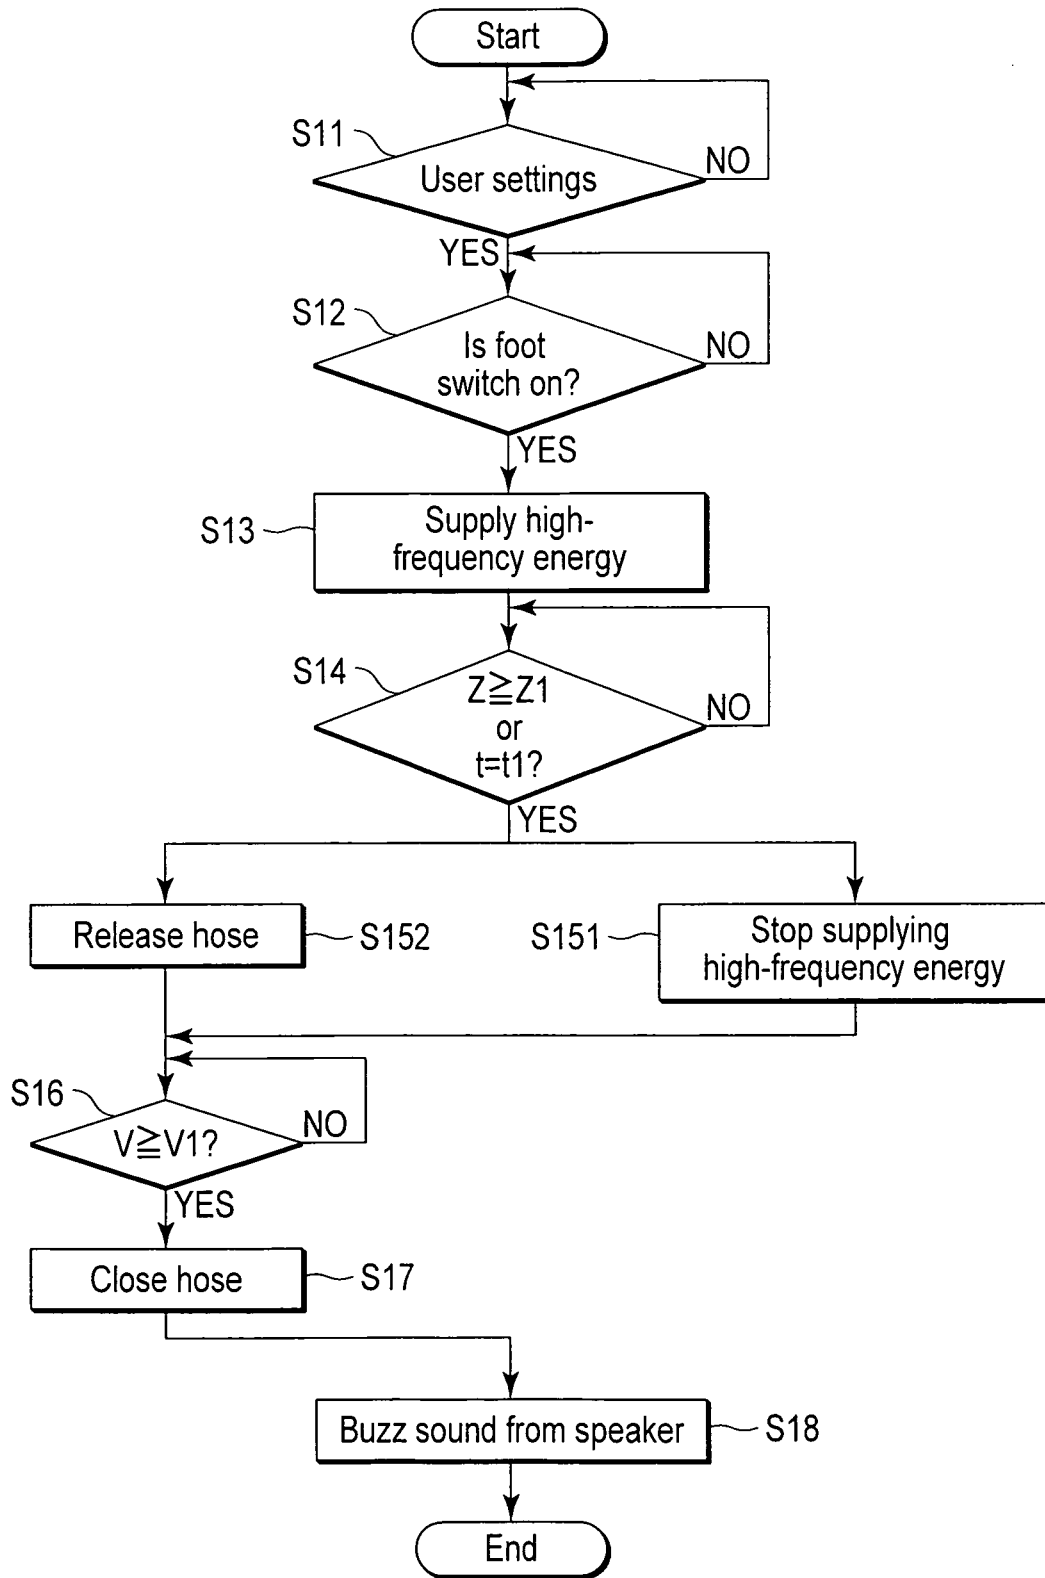 Start
S11
User settings
NO
YES
S12
Is foot
switch on?
NO
YES
S13
Supply high-
frequency energy
S14
Z≧Z1
or
t=t1?
NO
YES
Release hose
S152
S151
Stop supplying
high-frequency energy
S16
V≧V1?
NO
YES
Close hose
S17
Buzz sound from speaker
S18
End